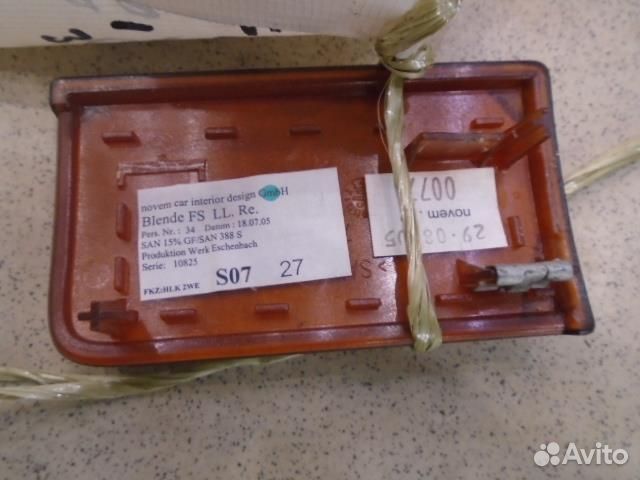 novem car interior design GmbH
Blende FS LL. Re.
Pers. Nr.: 34 Datum: 18.07.05
SAN 15% GF/SAN 388 S
Produktion Werk Eschenbach
Serie: 10825
FKZ:HLK 2WE S07 27
novem
Avito